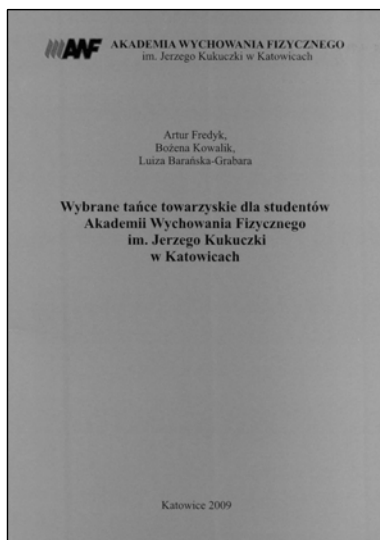 AWF AKADEMIA WYCHOWANIA FIZYCZNEGO
im. Jerzego Kukuczki w Katowicach
Artur Fredyk,
Bożena Kowalik,
Luiza Barańska-Grabara
Wybrane tańce towarzyskie dla studentów
Akademii Wychowania Fizycznego
im. Jerzego Kukuczki
w Katowicach
Katowice 2009